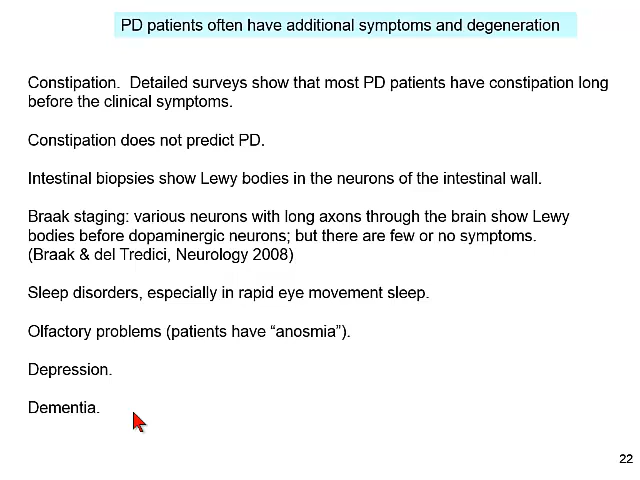 PD patients often have additional symptoms and degeneration
Constipation. Detailed surveys show that most PD patients have constipation long
before the clinical symptoms.
Constipation does not predict PD.
Intestinal biopsies show Lewy bodies in the neurons of the intestinal wall.
Braak staging: various neurons with long axons through the brain show Lewy
bodies before dopaminergic neurons; but there are few or no symptoms.
(Braak & del Tredici, Neurology 2008)
Sleep disorders, especially in rapid eye movement sleep.
Olfactory problems (patients have “anosmia”).
Depression.
Dementia.
22